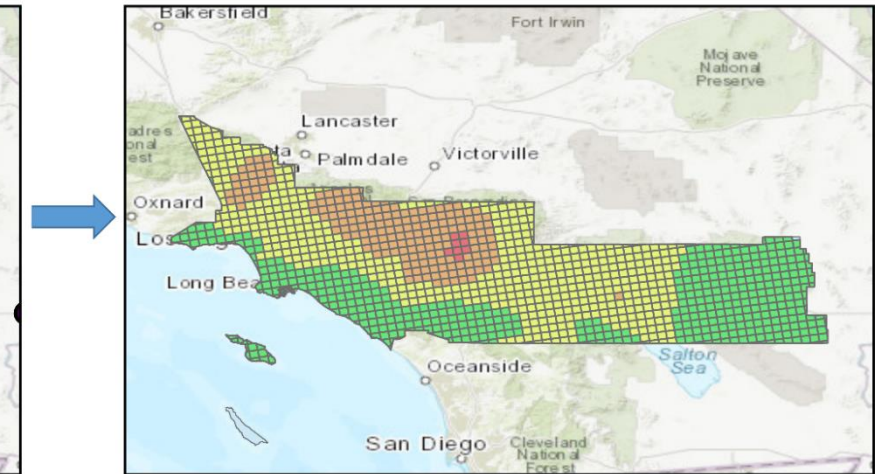 Bakersfield
Fort Irwin
Mojave
National
Preserve
Lancaster
Palmdale
Victorville
Oxnard
Long Bea
Salton
Sea
Oceanside
San Diego
Cleveland
National
Forest